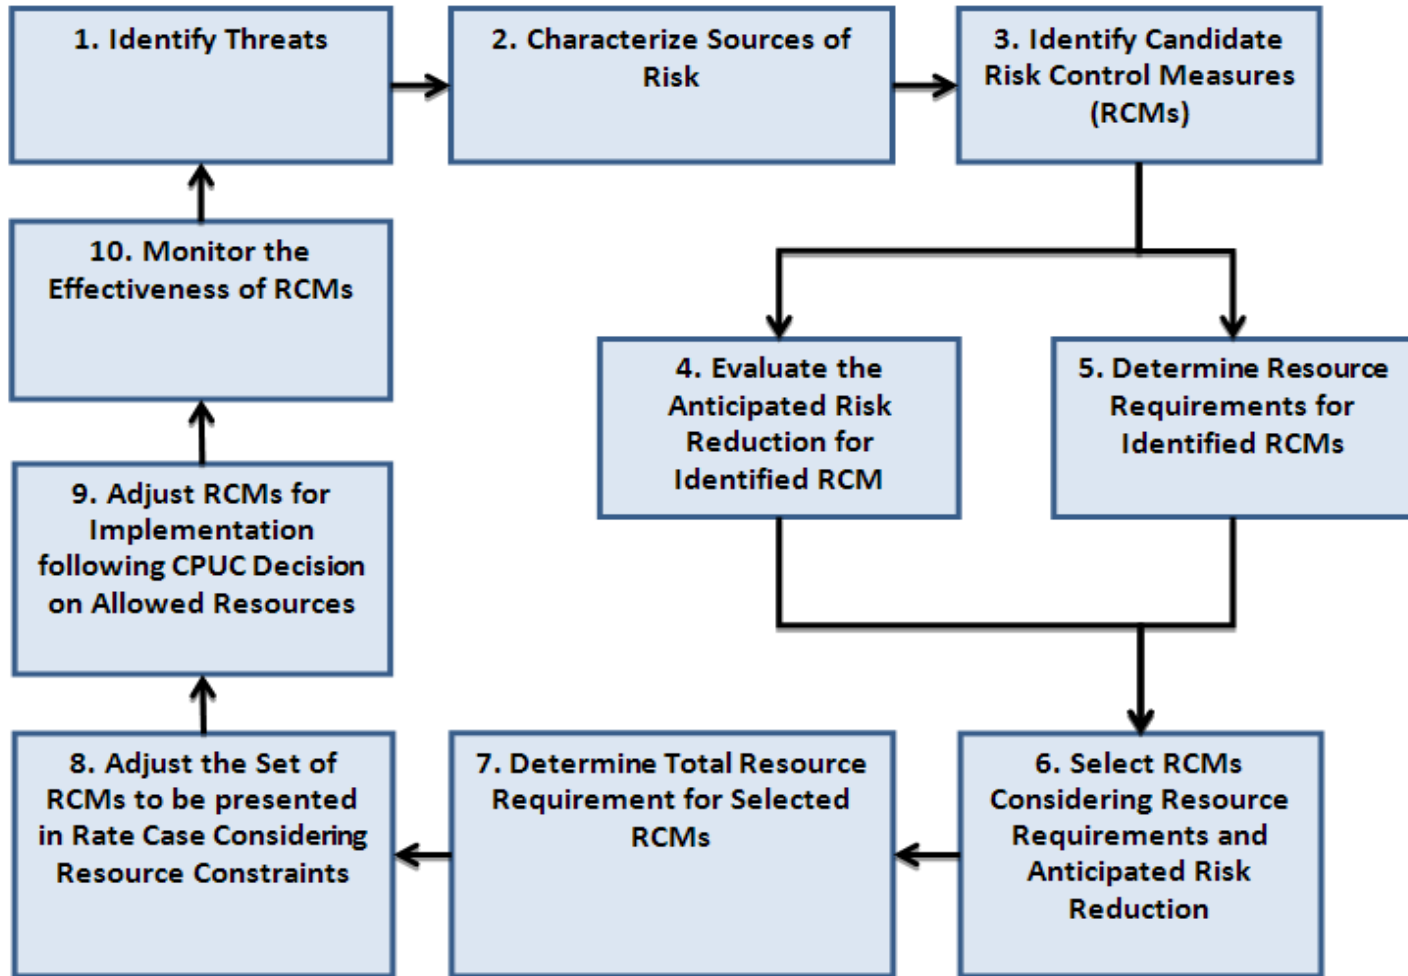 1. Identify Threats
2. Characterize Sources of
Risk
3. Identify Candidate
Risk Control Measures
(RCMs)
4. Evaluate the
Anticipated Risk
Reduction for
Identified RCM
5. Determine Resource
Requirements for
Identified RCMs
6. Select RCMs
Considering Resource
Requirements and
Anticipated Risk
Reduction
7. Determine Total Resource
Requirement for Selected
RCMs
8. Adjust the Set of
RCMs to be presented
in Rate Case Considering
Resource Constraints
9. Adjust RCMs for
Implementation
following CPUC Decision
on Allowed Resources
10. Monitor the
Effectiveness of RCMs